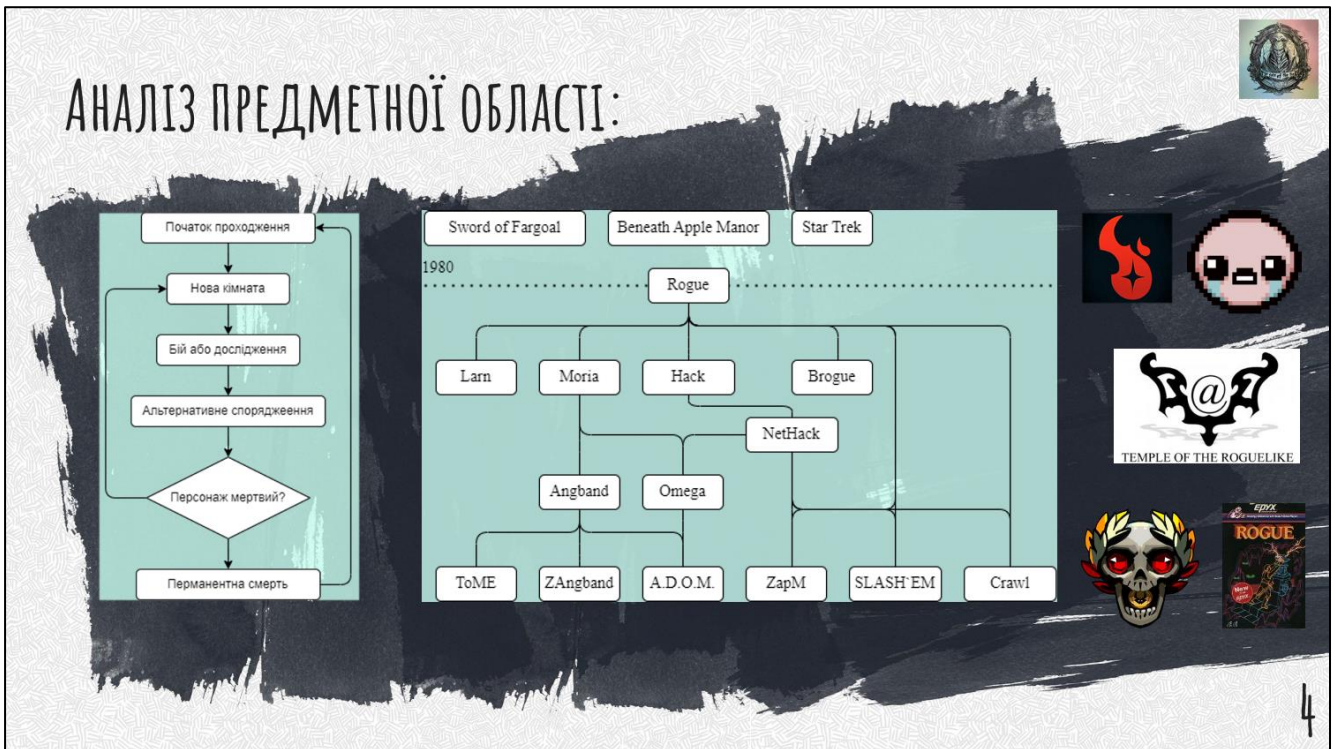 Аналіз предметної області:
Початок проходження
Нова кімната
Бій або дослідження
Альтернативне споряджеення
Персонаж мертвий?
Перманентна смерть
Sword of Fargoal
Beneath Apple Manor
Star Trek
1980
Rogue
Larn
Moria
Hack
Brogue
NetHack
Angband
Omega
ToME
ZAngband
A.D.O.M.
ZapM
SLASH`EM
Crawl
@
TEMPLE OF THE ROGUELIKE
EPYX
ROGUE
4